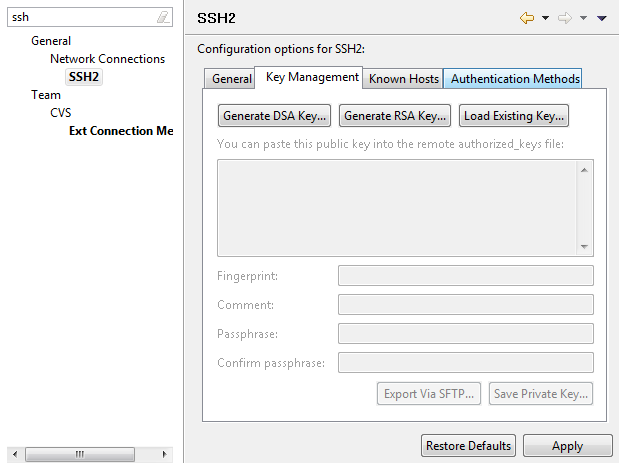 ssh
General
Network Connections
SSH2
Team
CVS
Ext Connection Me
SSH2
Configuration options for SSH2:
General Key Management Known Hosts Authentication Methods
Generate DSA Key... Generate RSA Key... Load Existing Key...
You can paste this public key into the remote authorized_keys file:
Fingerprint:
Comment:
Passphrase:
Confirm passphrase:
Export Via SFTP... Save Private Key...
Restore Defaults Apply